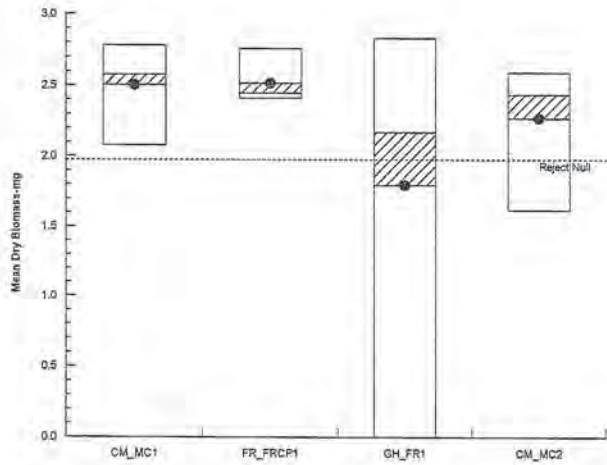 Mean Dry Biomass-mg
3.0
2.5
2.0
1.5
1.0
0.5
0.0
Reject Null
CM_MC1
FR_FRCP1
GH_FR1
CM_MC2